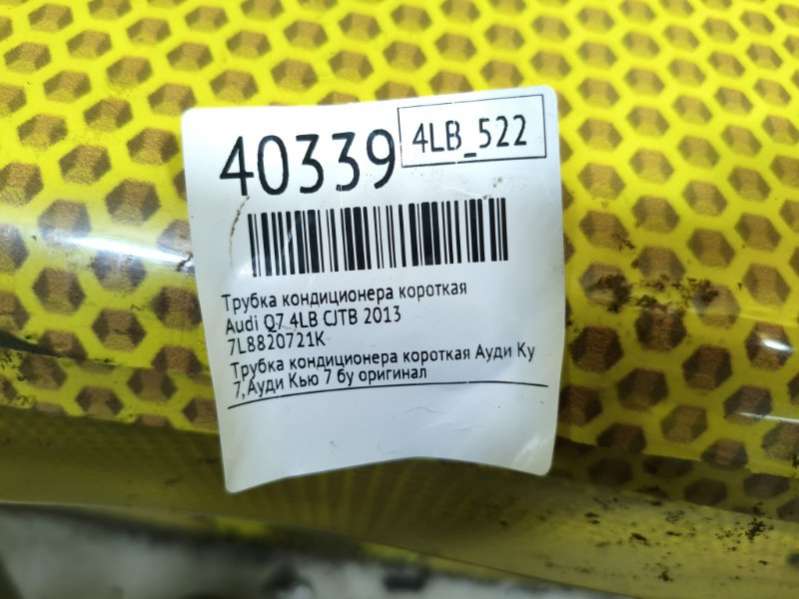 40339
4LB_522
Трубка кондиционера короткая
Audi Q7 4LB CJTB 2013
7L8820721K
Трубка кондиционера короткая Ауди Ку
7,Ауди Кью 7 бу оригинал